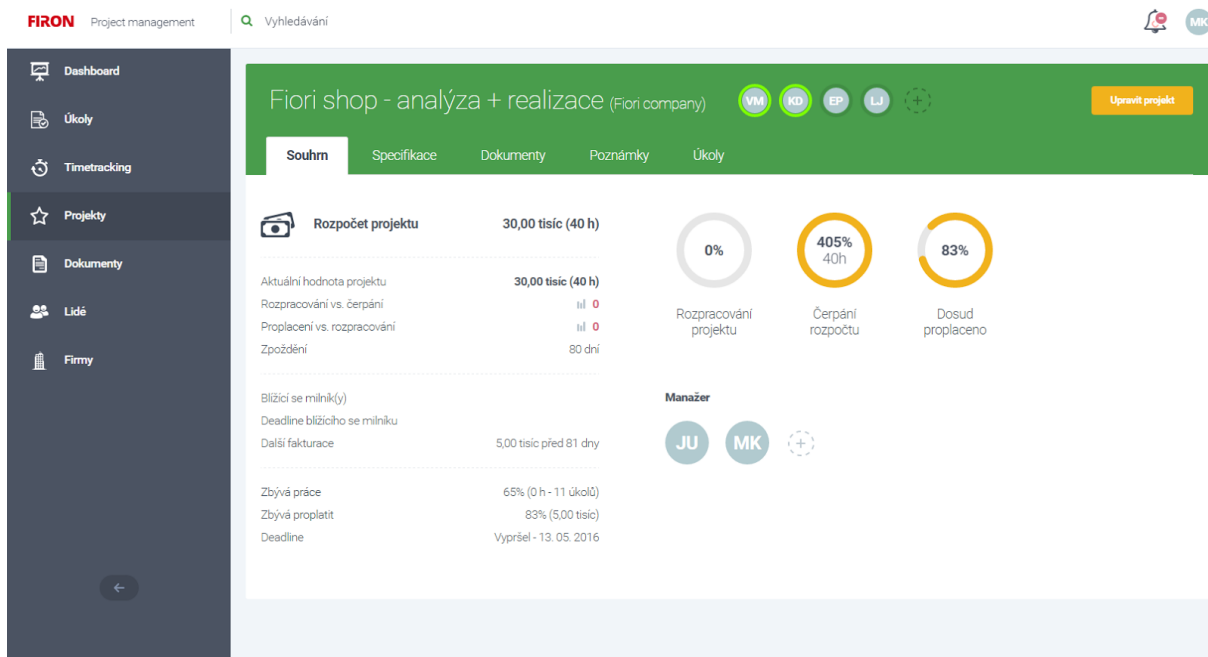 FIRON Project management Vyhledávání MK
Dashboard
Úkoly
Timetracking
Projekty
Dokumenty
Lidé
Firmy
Fiori shop - analýza + realizace (Fiori company) VM KD EP LJ Upravit projekt
Souhrn Specifikace Dokumenty Poznámky Úkoly
Rozpočet projektu 30,00 tisíc (40 h)
Aktuální hodnota projektu 30,00 tisíc (40 h)
Rozpracování vs. čerpání 0
Proplacení vs. rozpracování 0
Zpoždění 80 dní
Blížící se milník(y)
Deadline blížícího se milníku
Další fakturace 5,00 tisíc před 81 dny
Zbývá práce 65% (0 h - 11 úkolů)
Zbývá proplatit 83% (5,00 tisíc)
Deadline Vypršel - 13. 05. 2016
0%
Rozpracování
projektu
405%
40h
Čerpání
rozpočtu
83%
Dosud
proplaceno
Manažer
JU MK